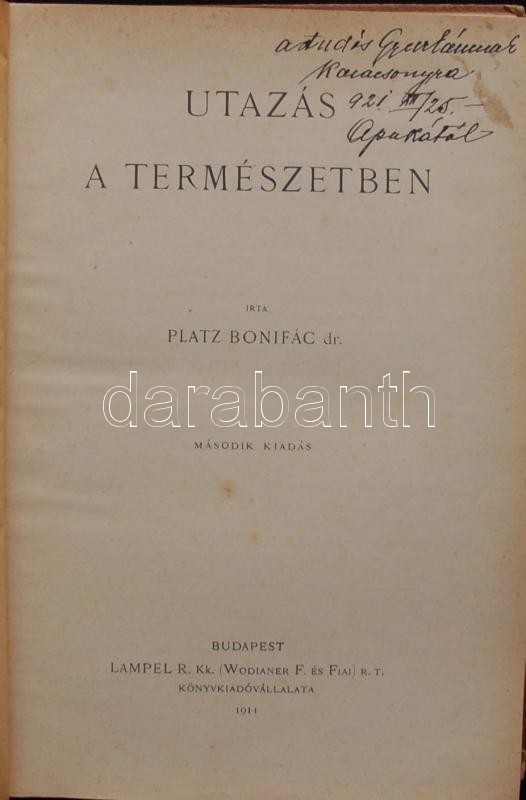 a tudós Gyurkámnak
Karacsonyra
UTAZÁS
921 XII/25.-
Apukától
A TERMÉSZETBEN
IRTA
PLATZ BONIFÁC dr.
darabanth
MÁSODIK KIADÁS
BUDAPEST
LAMPEL R. Kk. (WODIANER F. ÉS FIAI) R. T.
KÖNYVKIADÓVÁLLALATA
1911